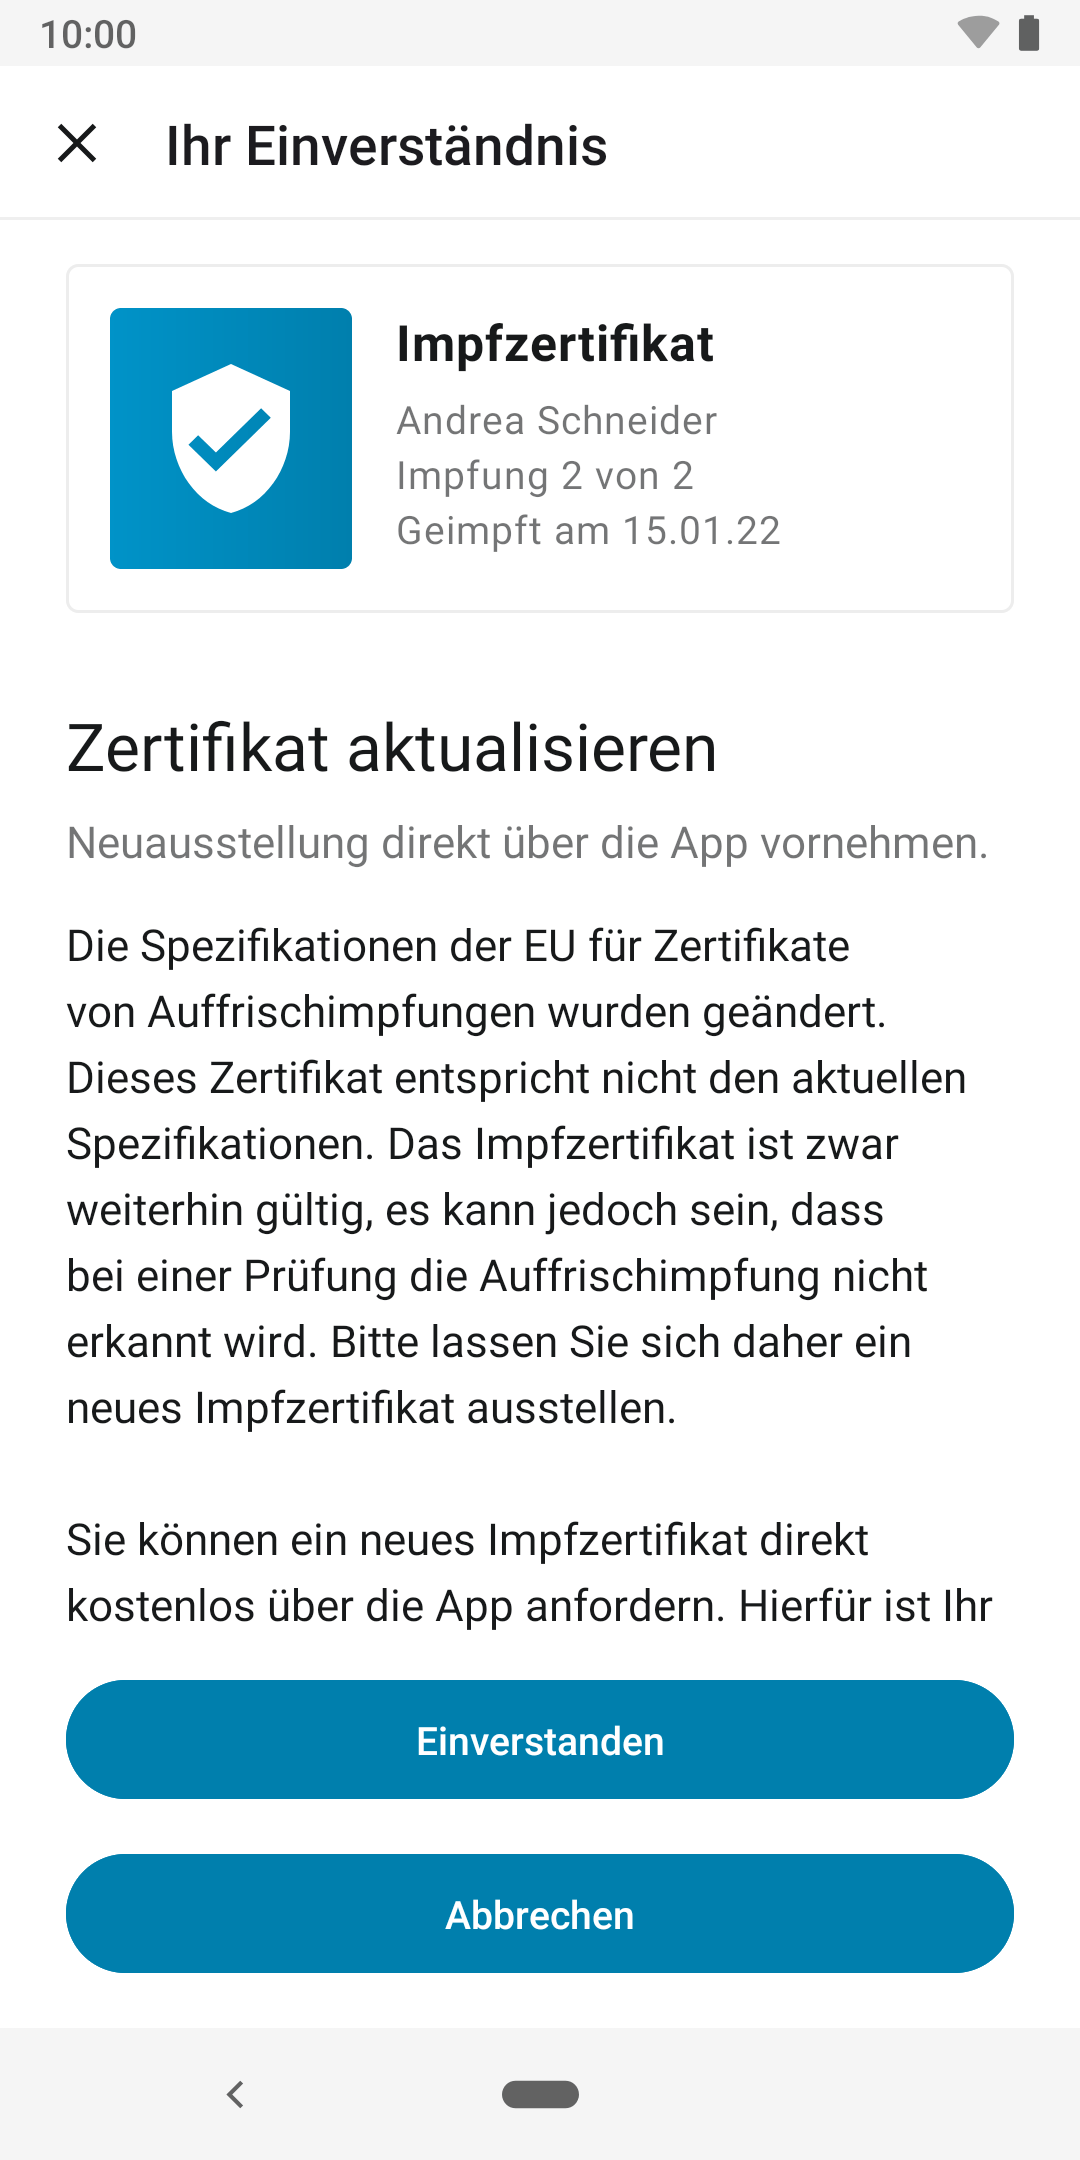 10:00
Ihr Einverständnis
Impfzertifikat
Andrea Schneider
Impfung 2 von 2
Geimpft am 15.01.22
Zertifikat aktualisieren
Neuausstellung direkt über die App vornehmen.
Die Spezifikationen der EU für Zertifikate
von Auffrischimpfungen wurden geändert.
Dieses Zertifikat entspricht nicht den aktuellen
Spezifikationen. Das Impfzertifikat ist zwar
weiterhin gültig, es kann jedoch sein, dass
bei einer Prüfung die Auffrischimpfung nicht
erkannt wird. Bitte lassen Sie sich daher ein
neues Impfzertifikat ausstellen.
Sie können ein neues Impfzertifikat direkt
kostenlos über die App anfordern. Hierfür ist Ihr
Einverstanden
Abbrechen